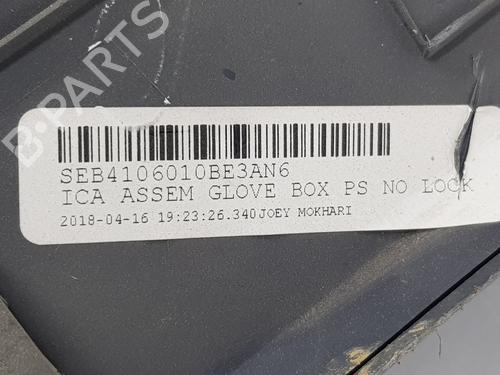 B-PARTS
SEB4106010BE3AN6
ICA ASSEM GLOVE BOX PS NO LOCK
2018-04-16 19:23:26.340JOEY MOKHARI